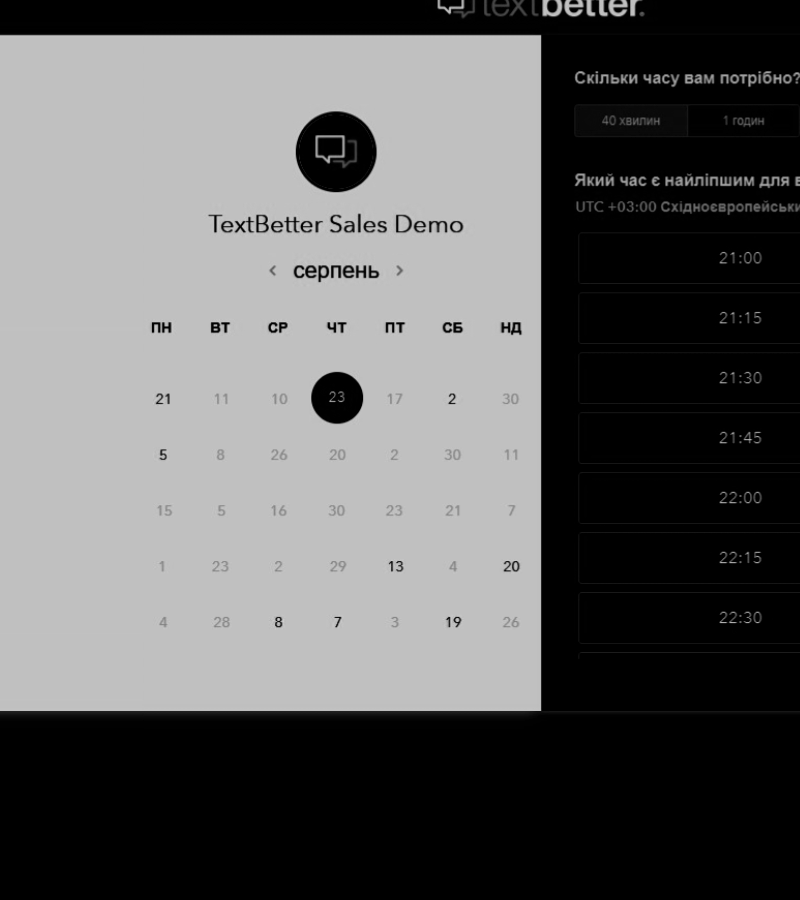 textbetter.
TextBetter Sales Demo
< серпень >
ПН ВТ СР ЧТ ПТ СБ НД
21 11 10 23 17 2 30
5 8 26 20 2 30 11
15 5 16 30 23 21 7
1 23 2 29 13 4 20
4 28 8 7 3 19 26
Скільки часу вам потрібно?
40 хвилин 1 годин
Який час є найліпшим для
UTC +03:00 Східноєвропейськи
21:00
21:15
21:30
21:45
22:00
22:15
22:30